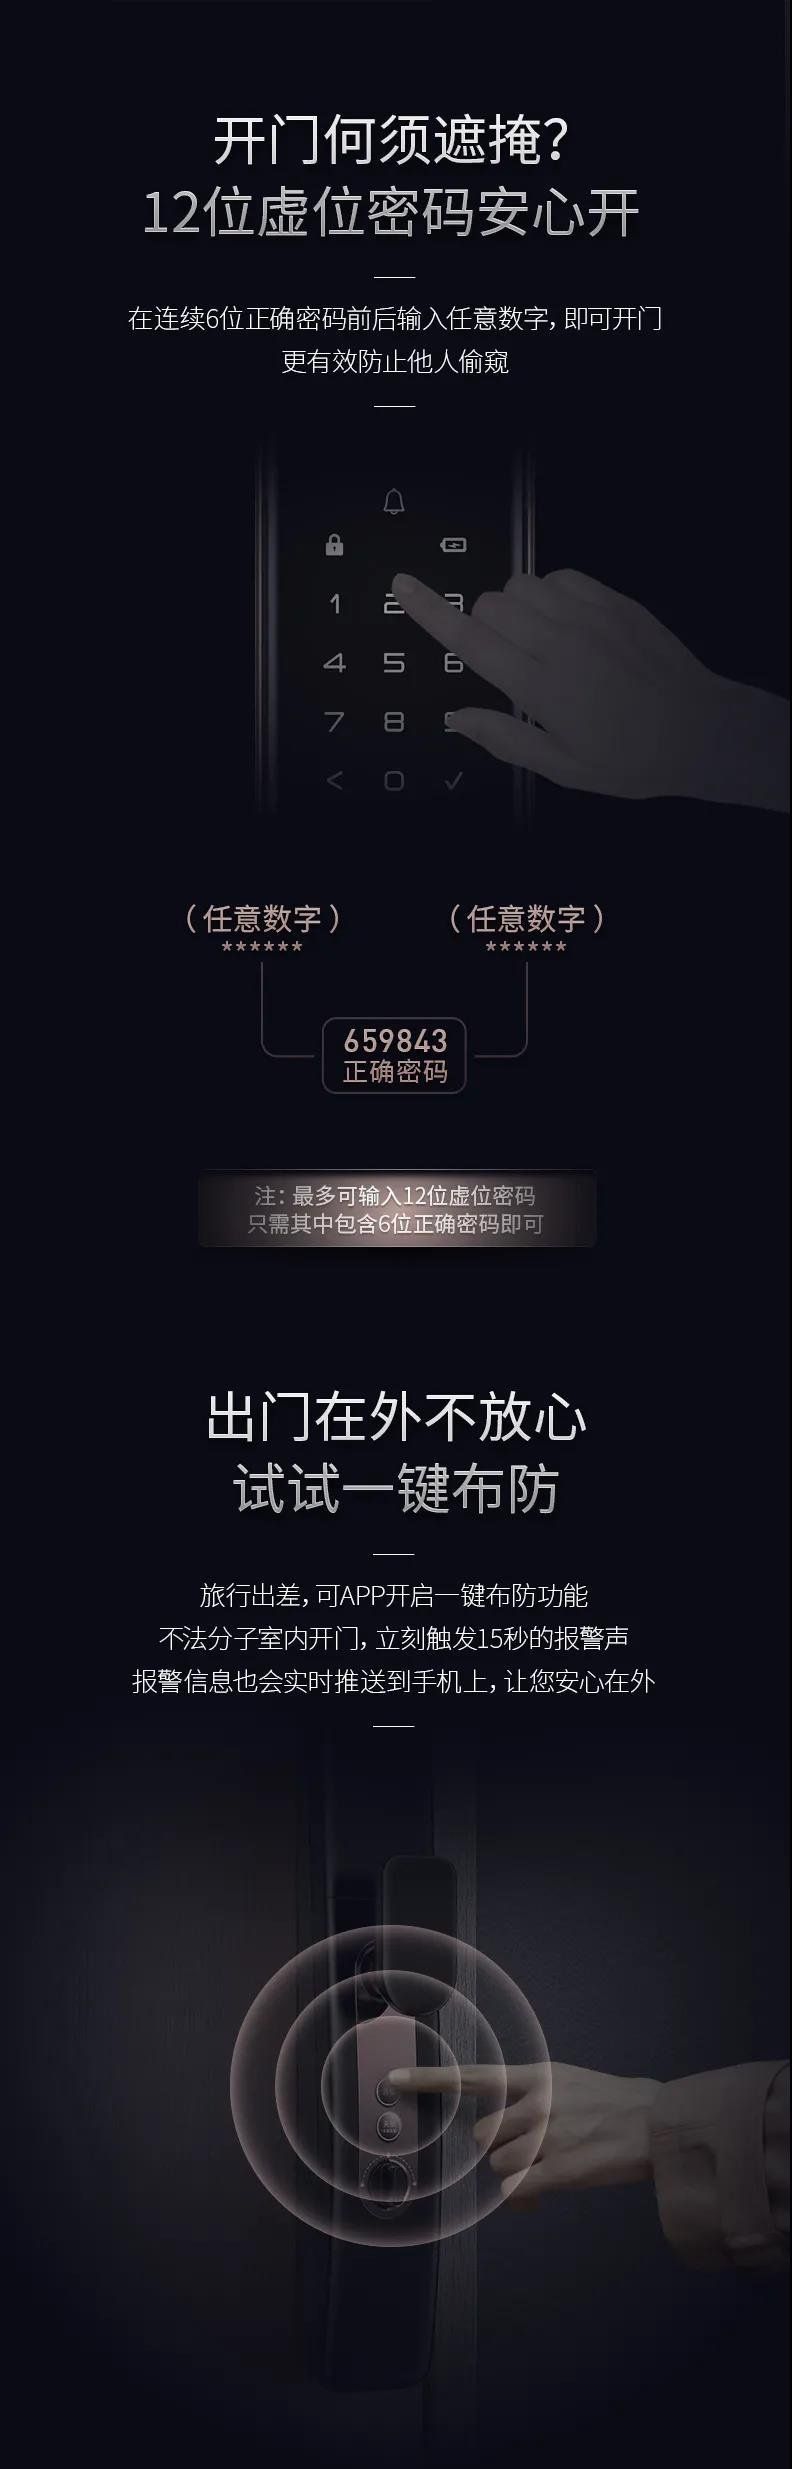 开门何须遮掩？
12位虚位密码安心开
在连续6位正确密码前后输入任意数字，即可开门
更有效防止他人偷窥
1 2 3
4 5 6
7 8 9
< 0 ✓
（任意数字） （任意数字）
****** ******
659843
正确密码
注：最多可输入12位虚位密码
只需其中包含6位正确密码即可
出门在外不放心
试试一键布防
旅行出差，可APP开启一键布防功能
不法分子室内开门，立刻触发15秒的报警声
报警信息也会实时推送到手机上，让您安心在外